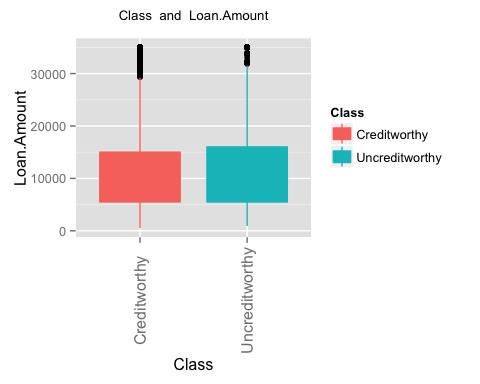 Class and Loan.Amount
Loan.Amount
30000
20000
10000
0
Creditworthy
Uncreditworthy
Class
Class
Creditworthy
Uncreditworthy